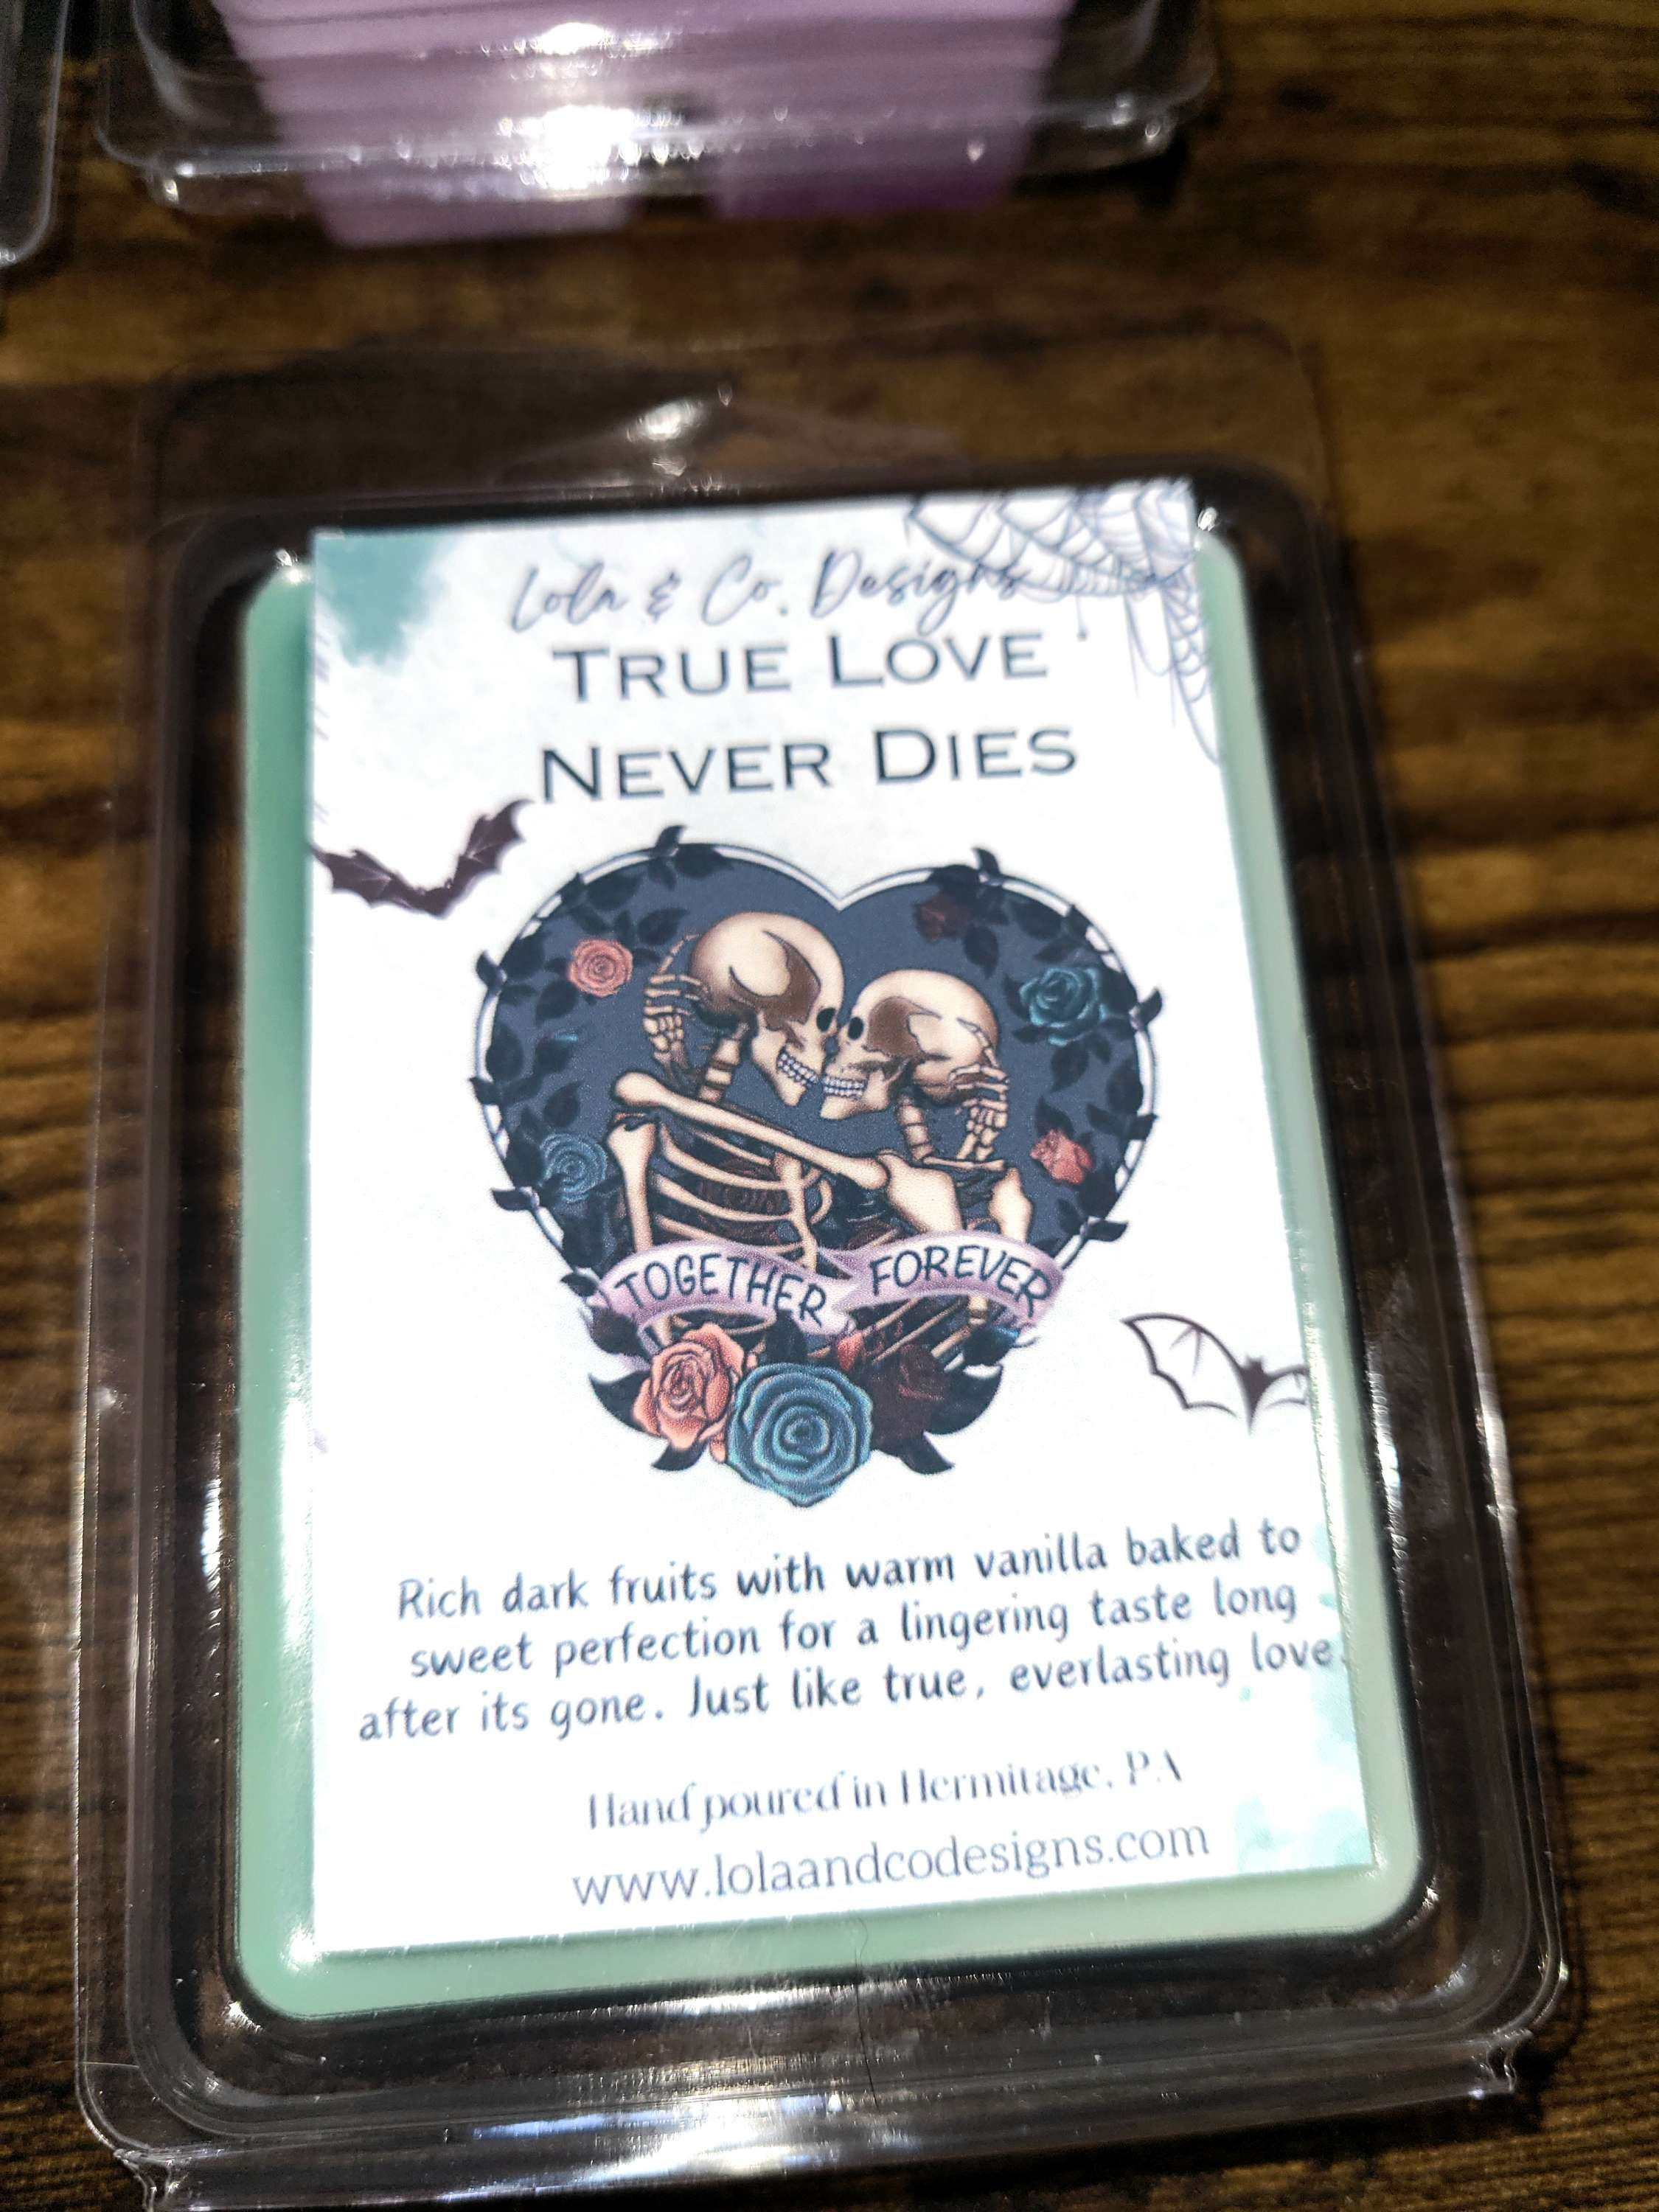 Lola & Co. Designs
TRUE LOVE
NEVER DIES
TOGETHER FOREVER
Rich dark fruits with warm vanilla baked to
sweet perfection for a lingering taste long
after its gone. Just like true, everlasting love.
Hand poured in Hermitage, PA
www.lolaandcodesigns.com